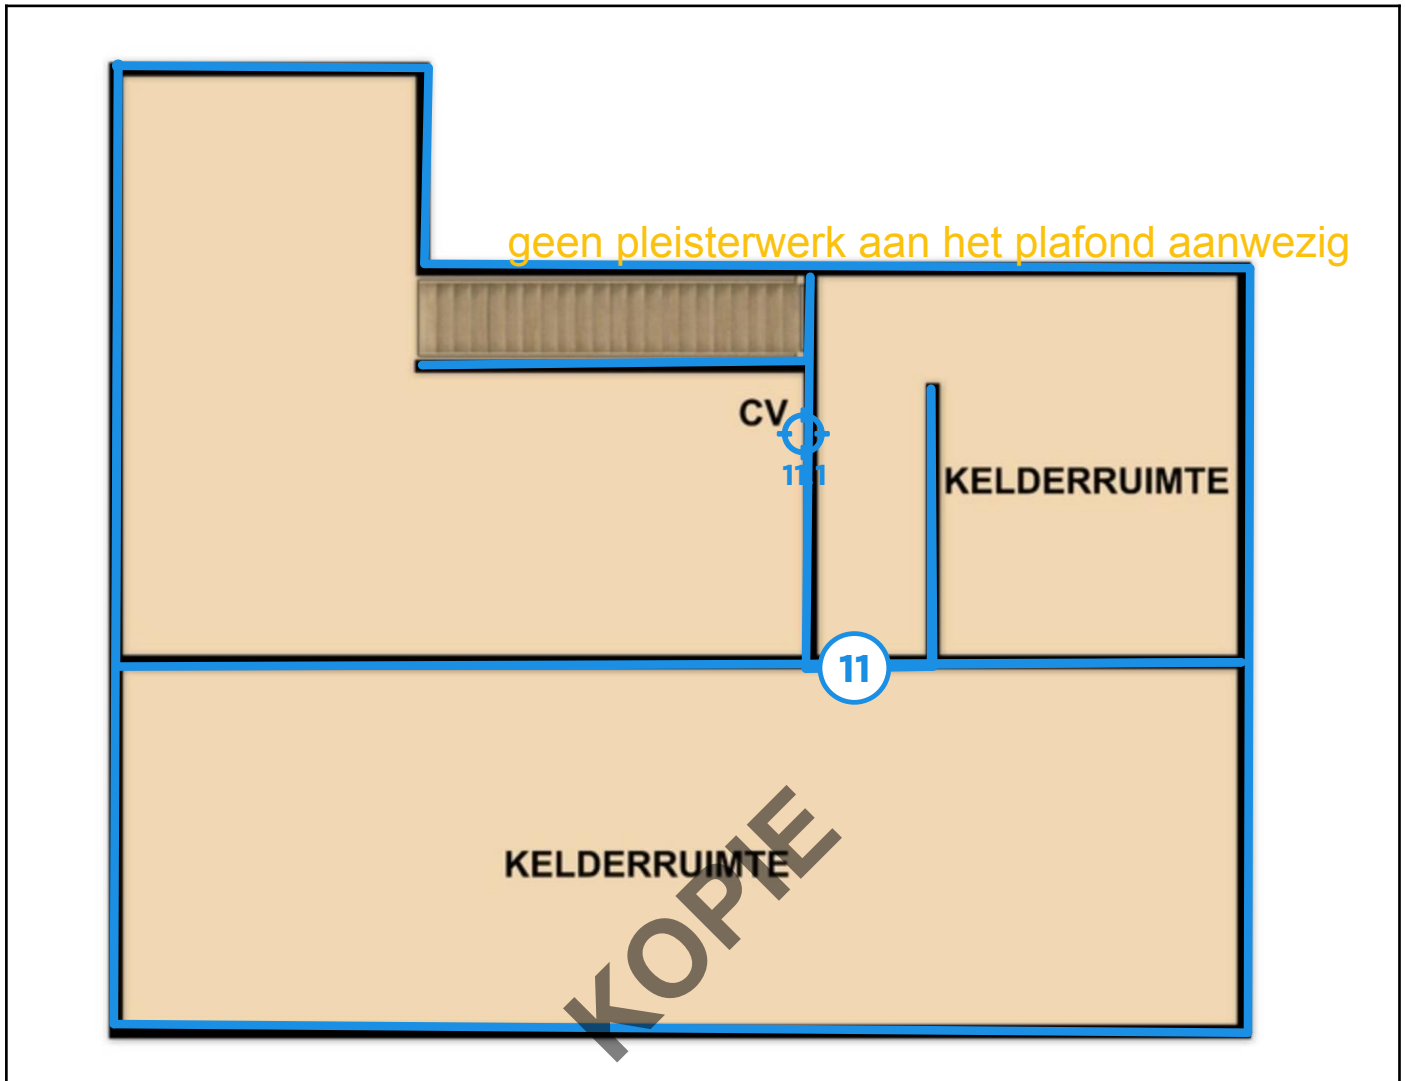 geen pleisterwerk aan het plafond aanwezig
CV
11.1
KELDERRUIMTE
11
KELDERRUIMTE
KOPIE